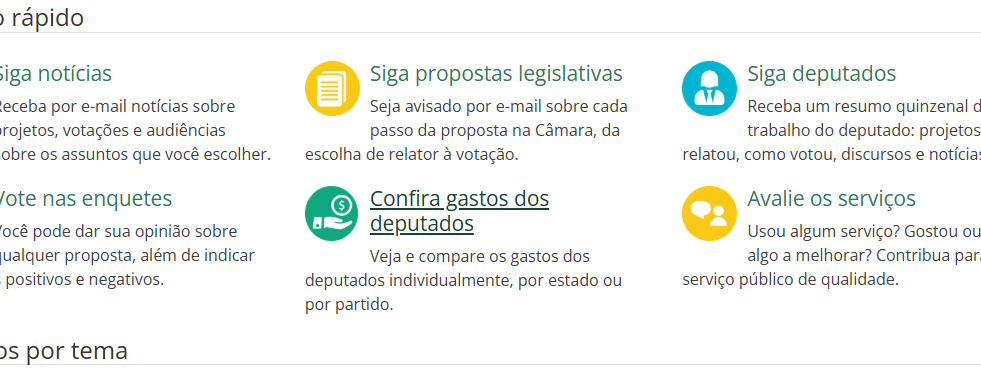 o rápido
Siga notícias
Receba por e-mail notícias sobre
projetos, votações e audiências
sobre os assuntos que você escolher.
Siga propostas legislativas
Seja avisado por e-mail sobre cada
passo da proposta na Câmara, da
escolha de relator à votação.
Siga deputados
Receba um resumo quinzenal d
trabalho do deputado: projetos
relatou, como votou, discursos e notícias
Vote nas enquetes
Você pode dar sua opinião sobre
qualquer proposta, além de indicar
s positivos e negativos.
Confira gastos dos
deputados
Veja e compare os gastos dos
deputados individualmente, por estado ou
por partido.
Avalie os serviços
Usou algum serviço? Gostou ou
algo a melhorar? Contribua para
serviço público de qualidade.
os por tema